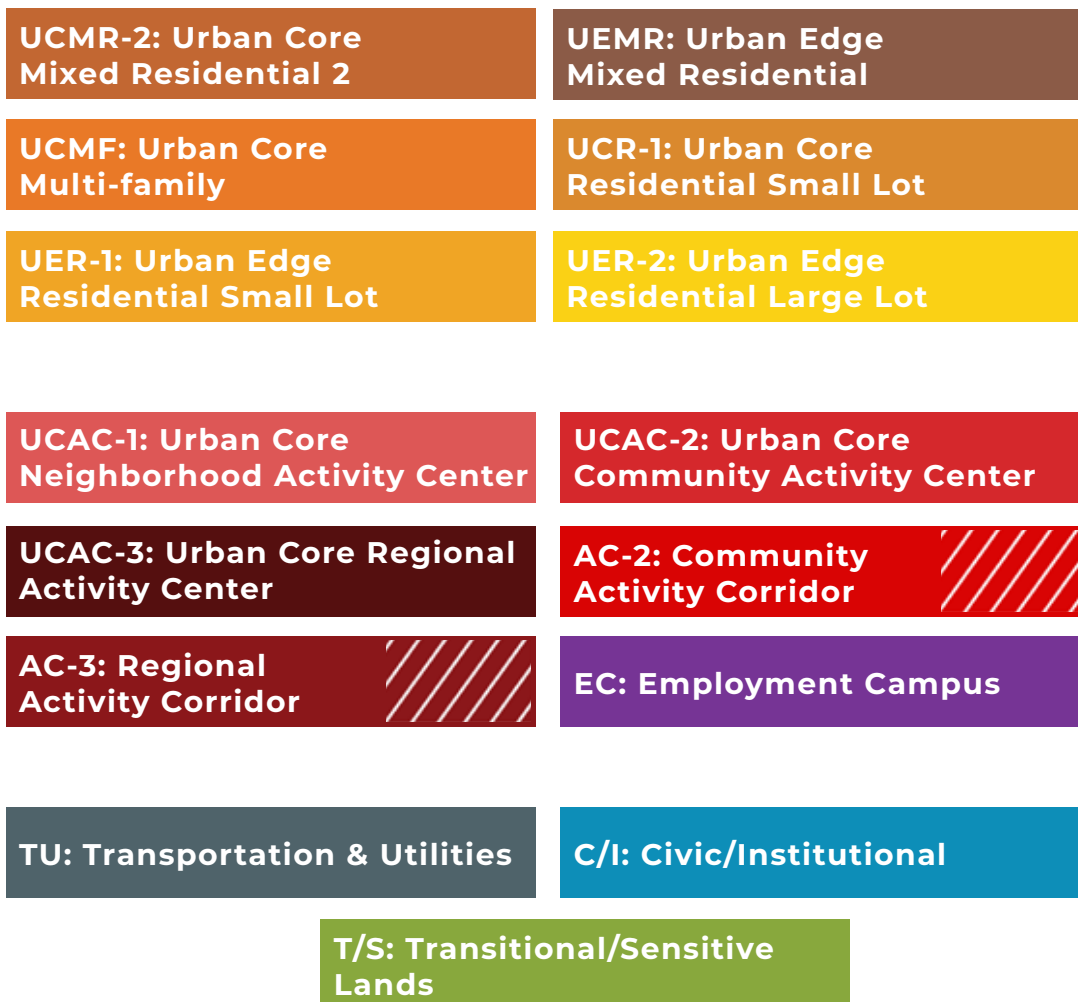 UCMR-2: Urban Core
Mixed Residential 2
UEMR: Urban Edge
Mixed Residential
UCMF: Urban Core
Multi-family
UCR-1: Urban Core
Residential Small Lot
UER-1: Urban Edge
Residential Small Lot
UER-2: Urban Edge
Residential Large Lot
UCAC-1: Urban Core
Neighborhood Activity Center
UCAC-2: Urban Core
Community Activity Center
UCAC-3: Urban Core Regional
Activity Center
AC-2: Community
Activity Corridor
AC-3: Regional
Activity Corridor
EC: Employment Campus
TU: Transportation & Utilities
C/I: Civic/Institutional
T/S: Transitional/Sensitive
Lands